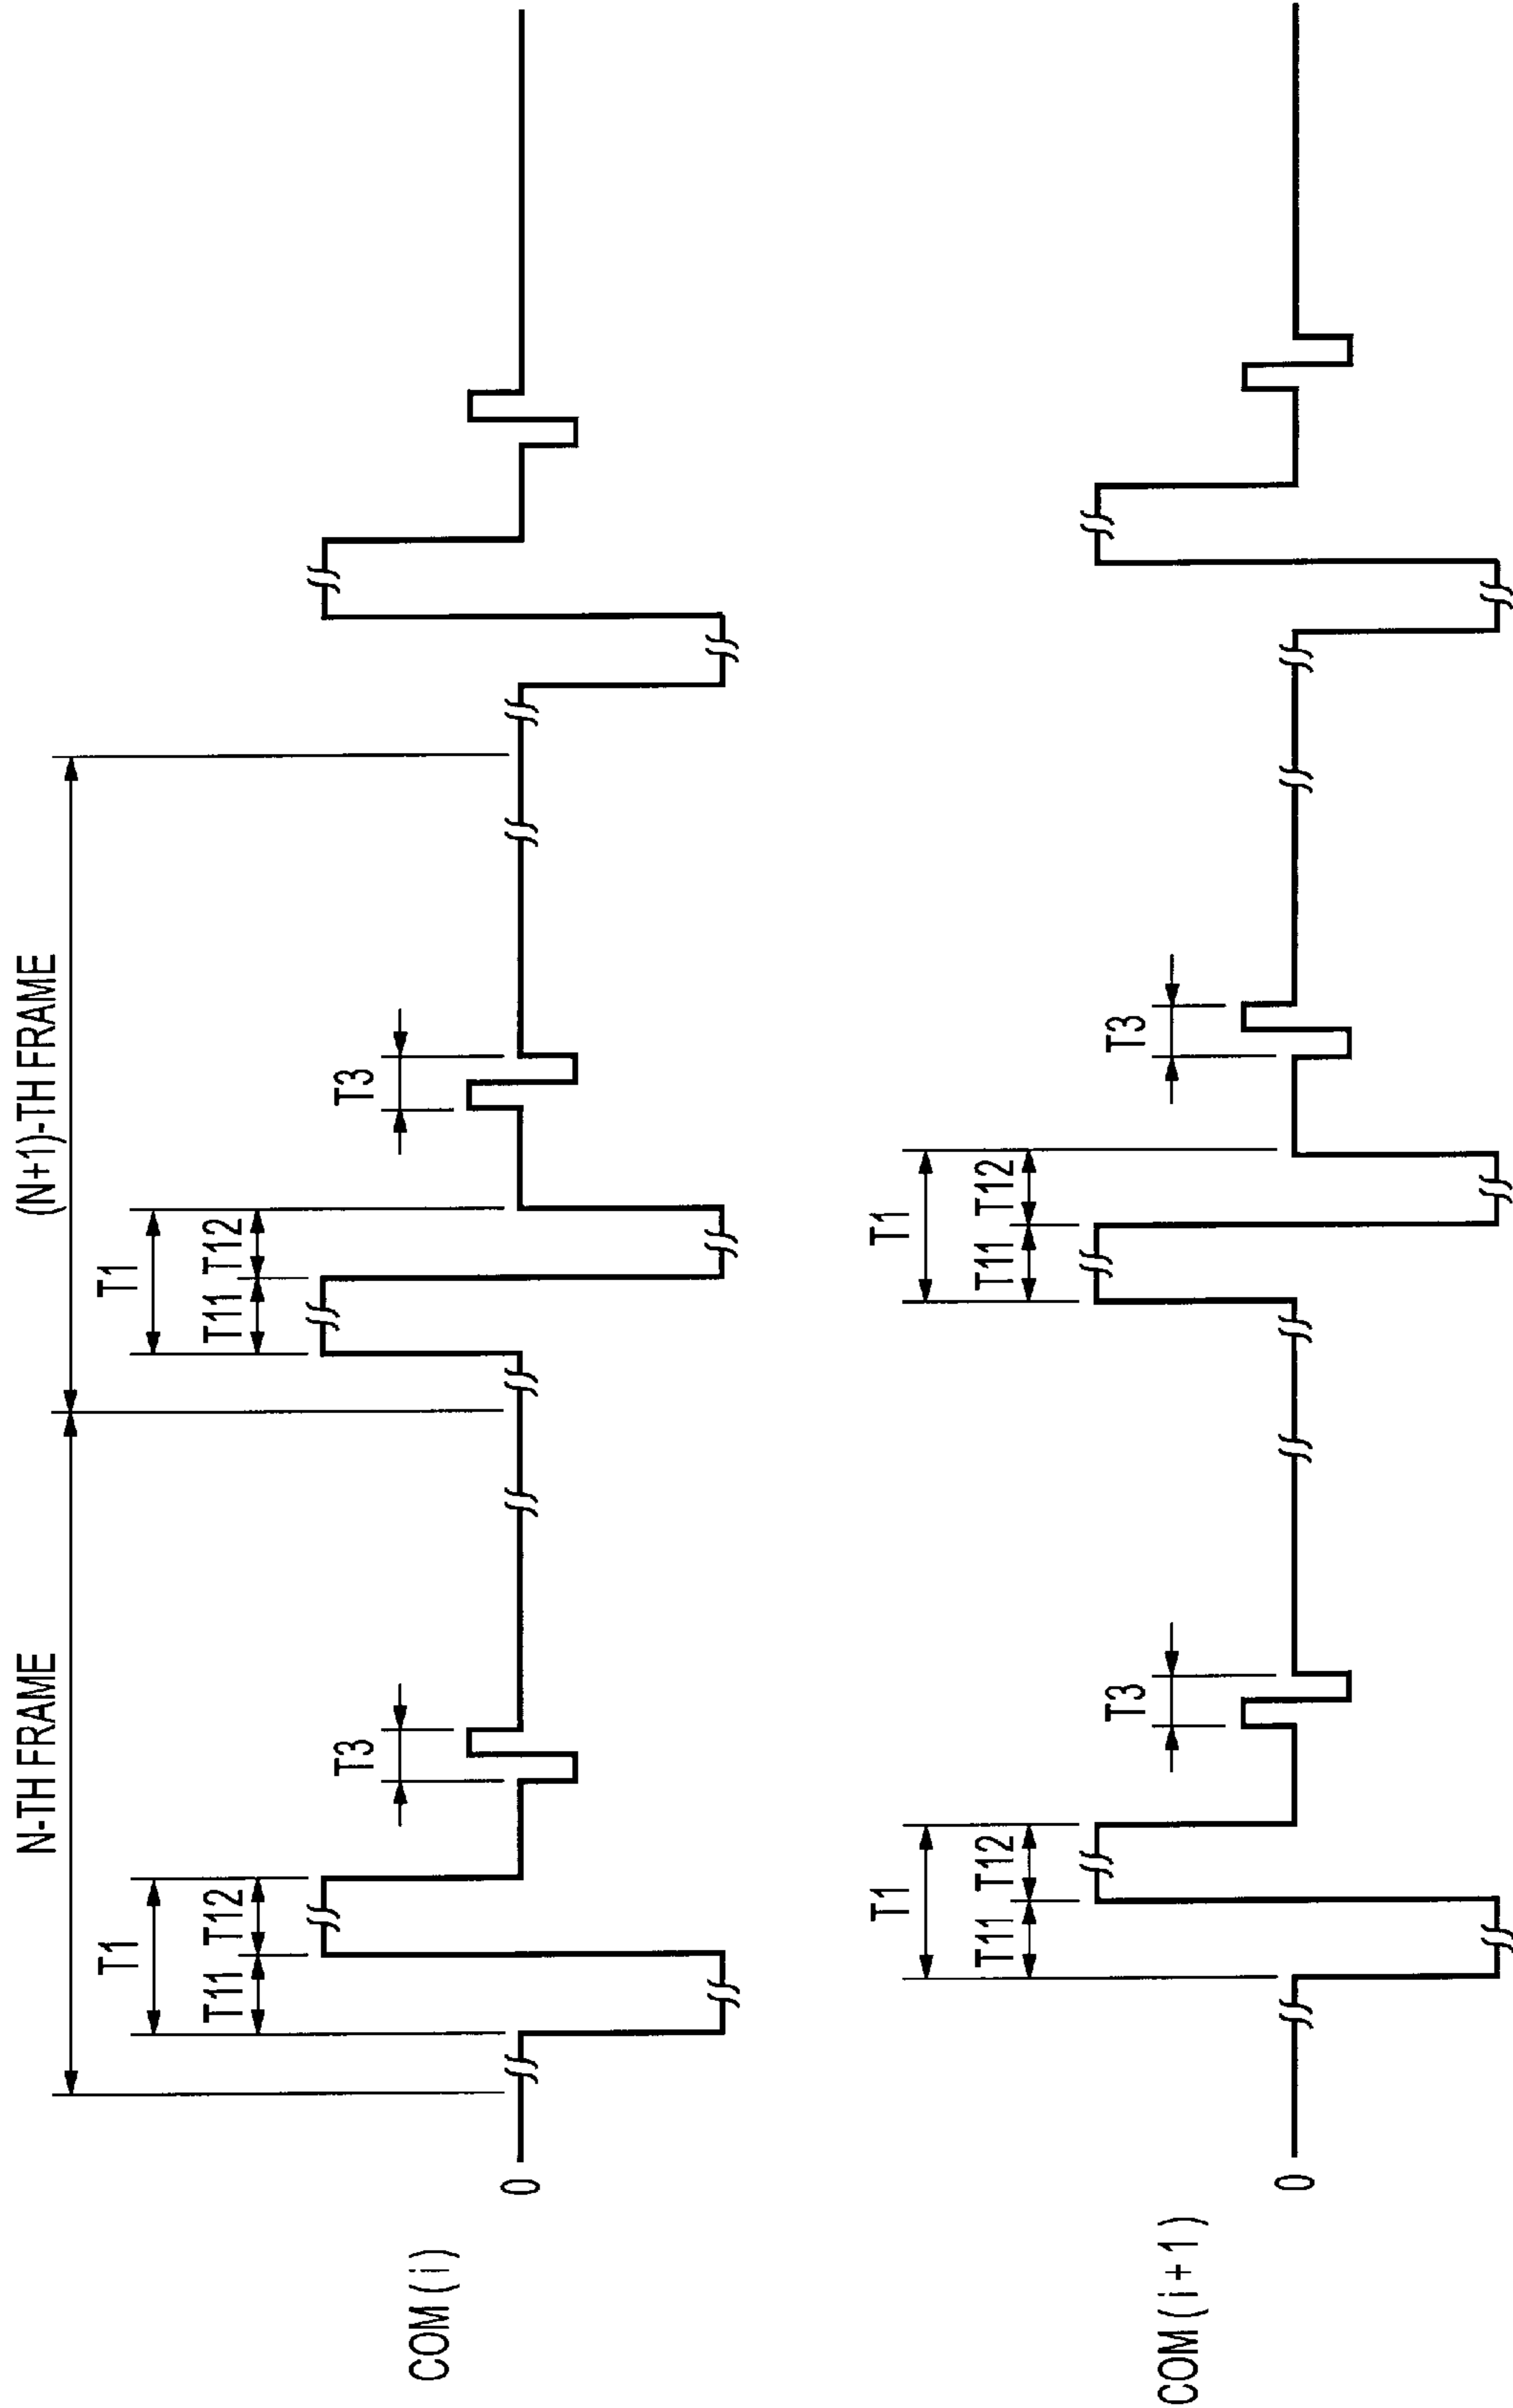 N-TH FRAME
(N+1)-TH FRAME
T1
T1
T11 T12
T11 T12
T3
T3
COM ( i )
0
T1
T1
T11 T12
T11 T12
T3
T3
COM ( i + 1 )
0